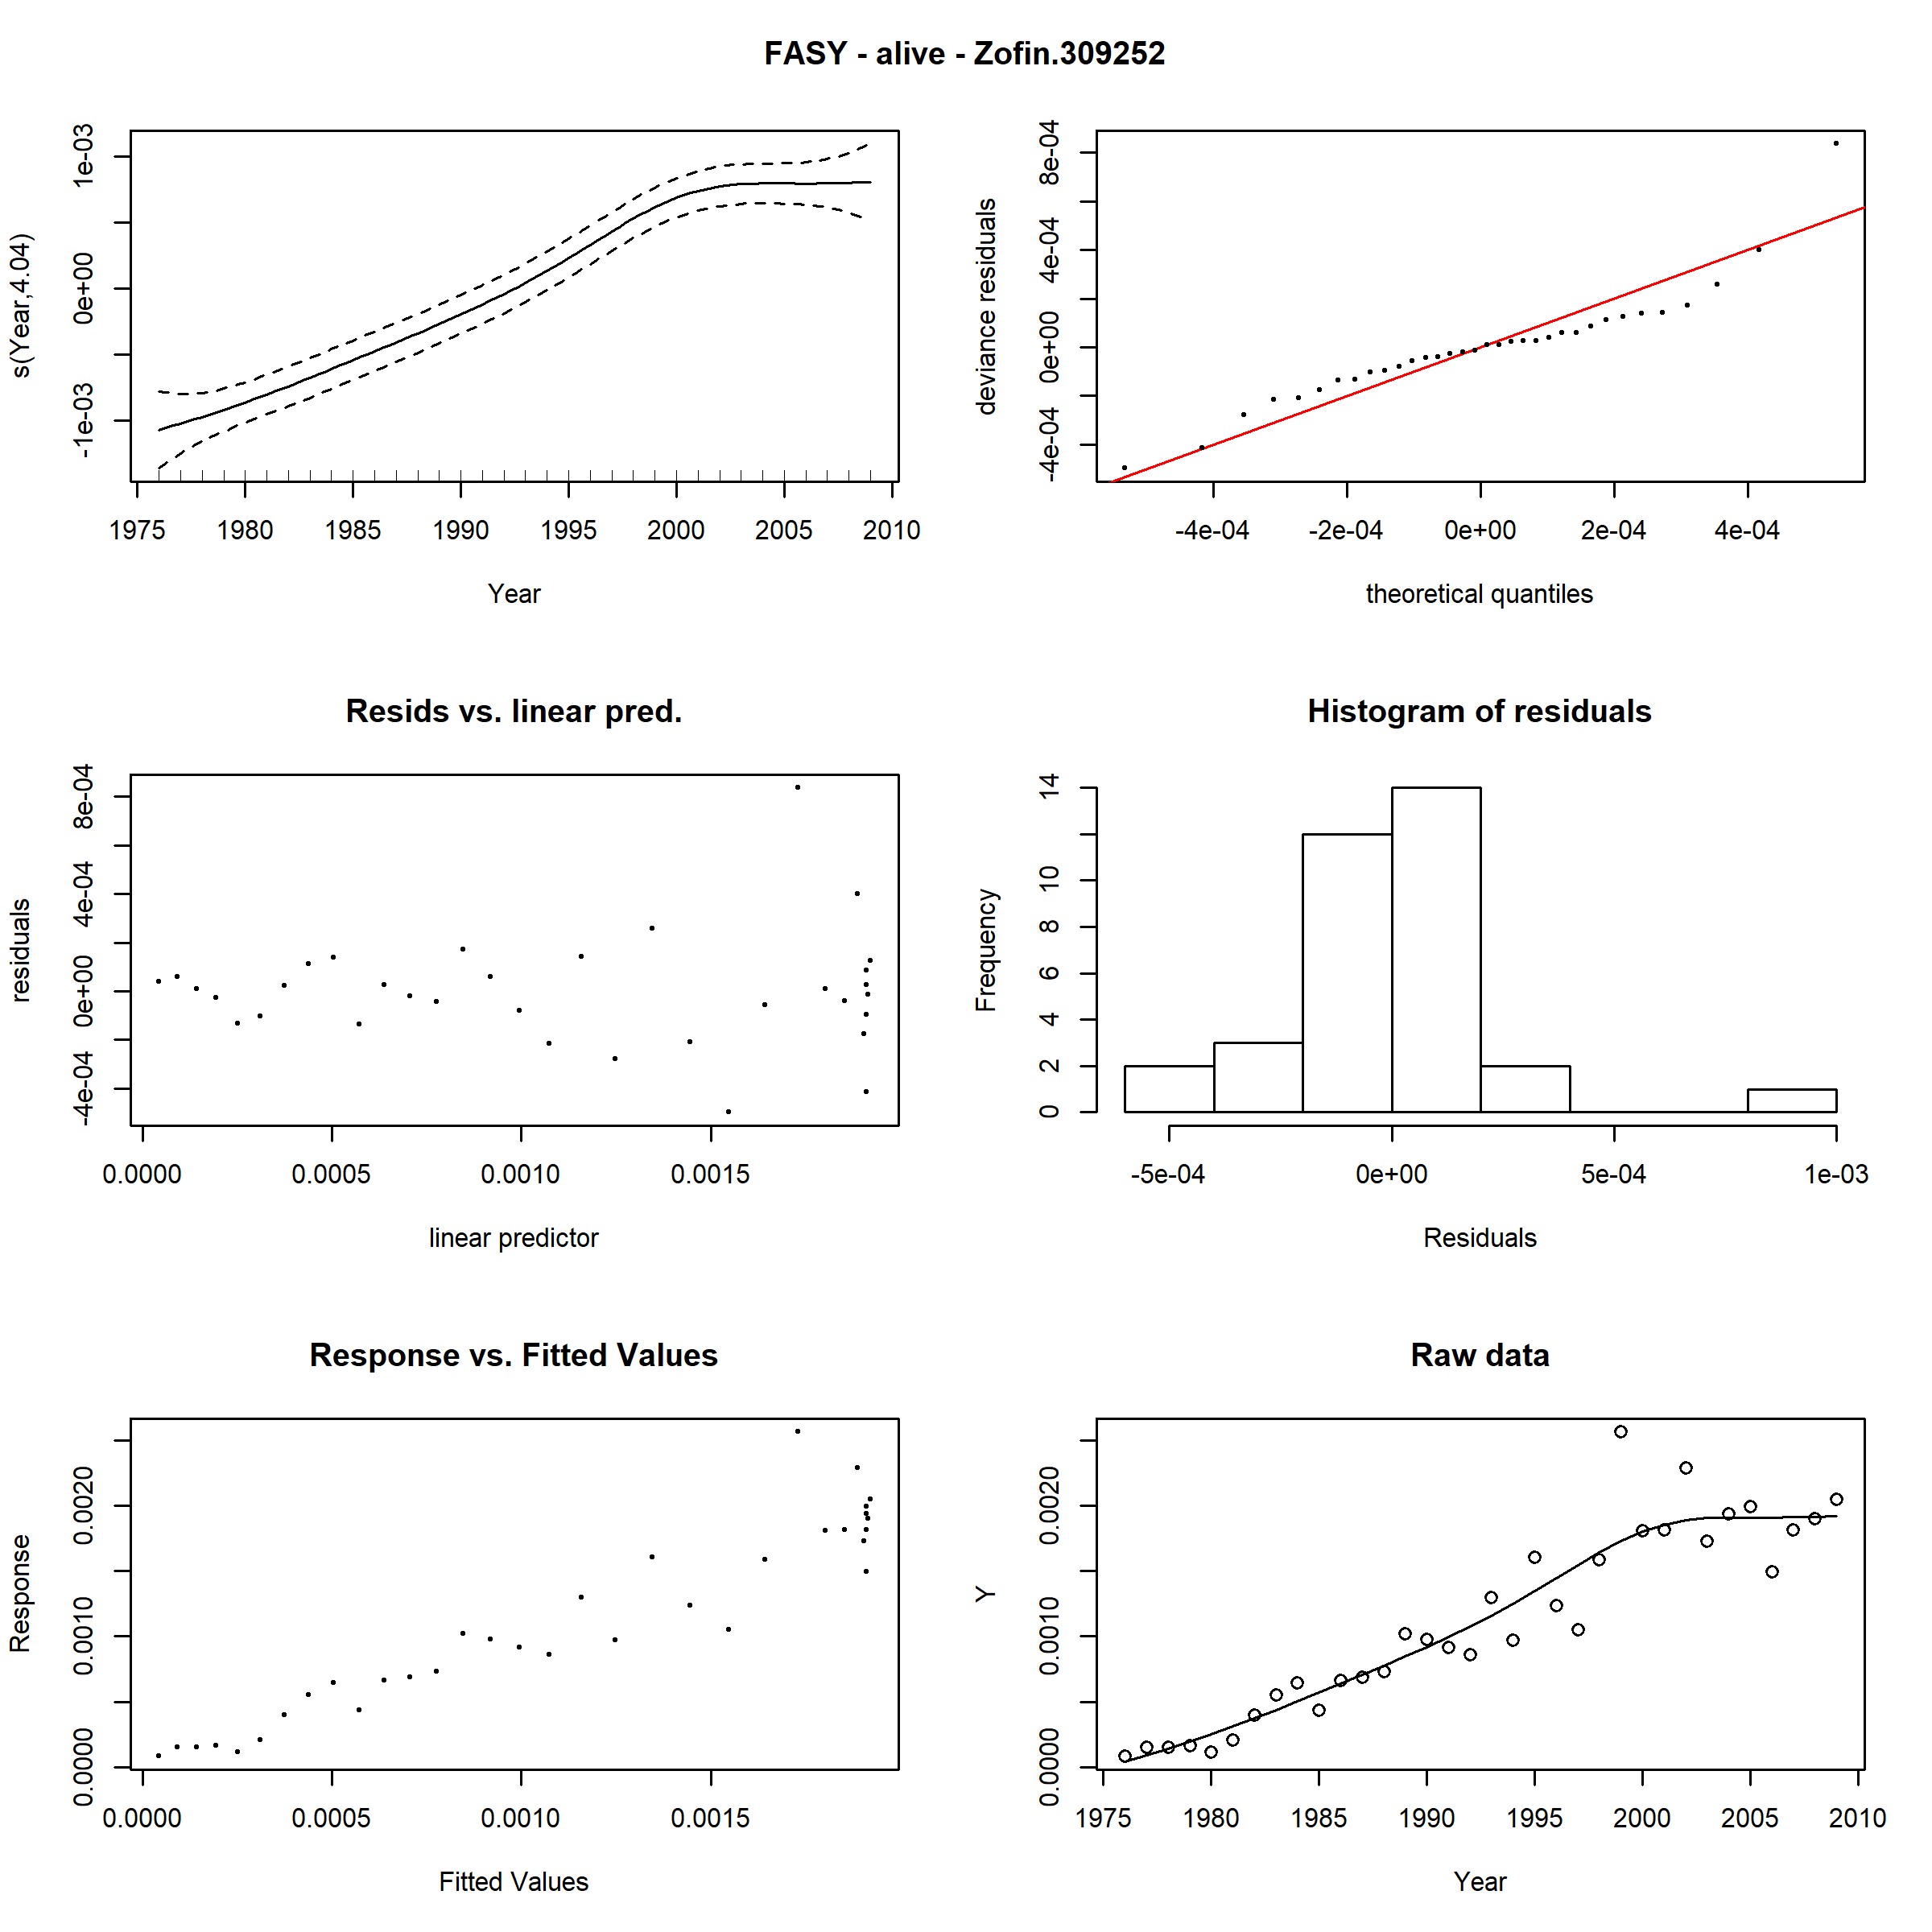 FASY - alive - Zofin.309252
s(Year,4.04)
-1e-03 0e+00 1e-03
1975 1980 1985 1990 1995 2000 2005 2010
Year
deviance residuals
-4e-04 0e+00 4e-04 8e-04
-4e-04 -2e-04 0e+00 2e-04 4e-04
theoretical quantiles
Resids vs. linear pred.
residuals
-4e-04 0e+00 4e-04 8e-04
0.0000 0.0005 0.0010 0.0015
linear predictor
Histogram of residuals
Frequency
0 2 4 6 8 10 14
-5e-04 0e+00 5e-04 1e-03
Residuals
Response vs. Fitted Values
Response
0.0000 0.0010 0.0020
0.0000 0.0005 0.0010 0.0015
Fitted Values
Raw data
Y
0.0000 0.0010 0.0020
1975 1980 1985 1990 1995 2000 2005 2010
Year